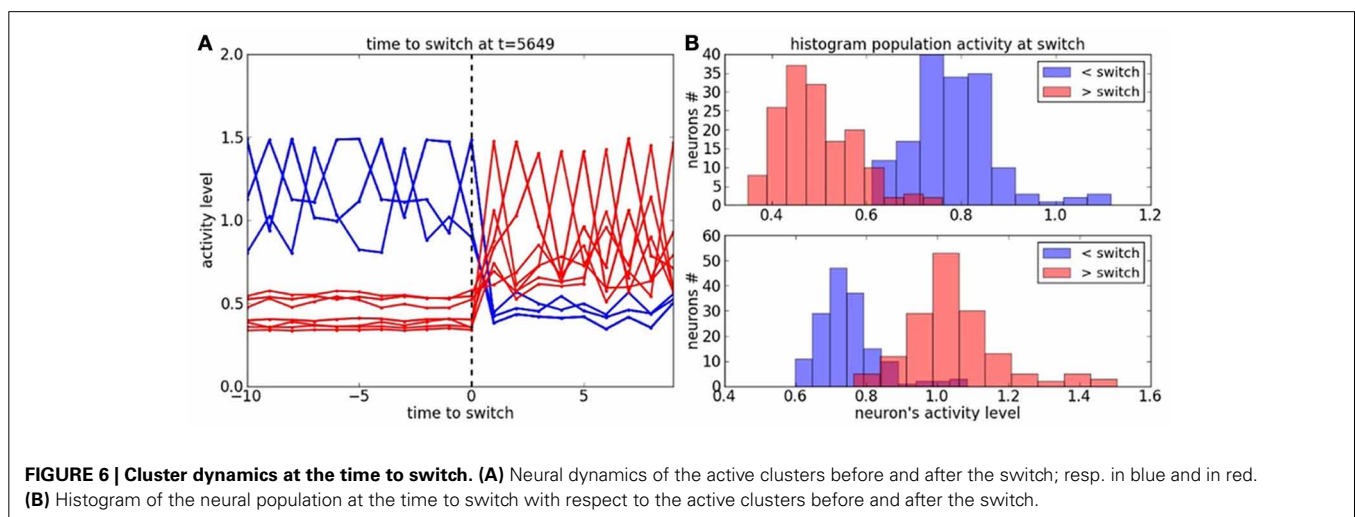 A
time to switch at t=5649
2.0
1.5
1.0
0.5
0.0
activity level
−10
−5
0
5
time to switch
B
histogram population activity at switch
40
35
30
25
20
15
10
5
0
neurons #
< switch
> switch
0.4
0.6
0.8
1.0
1.2
60
50
40
30
20
10
0
neurons #
< switch
> switch
0.4
0.6
0.8
1.0
1.2
1.4
1.6
neuron's activity level
FIGURE 6 | Cluster dynamics at the time to switch. (A) Neural dynamics of the active clusters before and after the switch; resp. in blue and in red.
(B) Histogram of the neural population at the time to switch with respect to the active clusters before and after the switch.